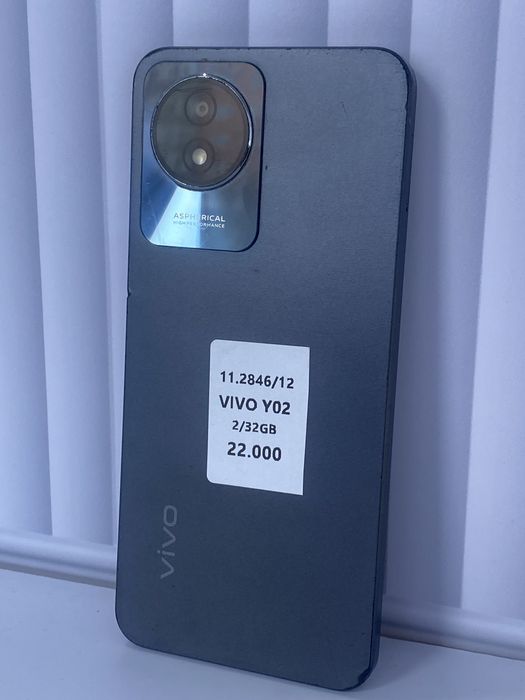 ASPHERICAL
HIGH PERFORMANCE
11.2846/12
VIVO Y02
2/32GB
22.000
vivo